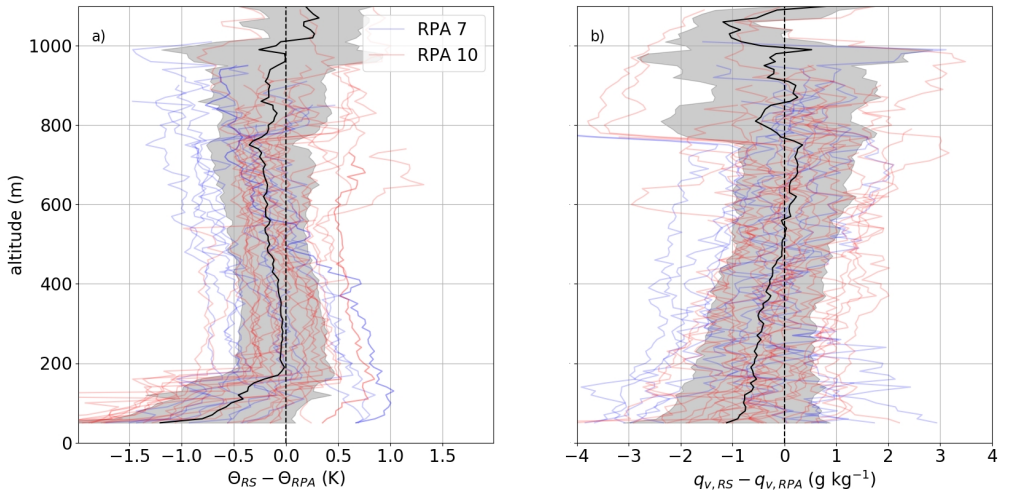 a)
RPA 7
RPA 10
b)
altitude (m)
1000
800
600
400
200
0
−1.5 −1.0 −0.5 0.0 0.5 1.0 1.5
Θ_RS − Θ_RPA (K)
−4 −3 −2 −1 0 1 2 3 4
q_{v, RS} − q_{v, RPA} (g kg⁻¹)